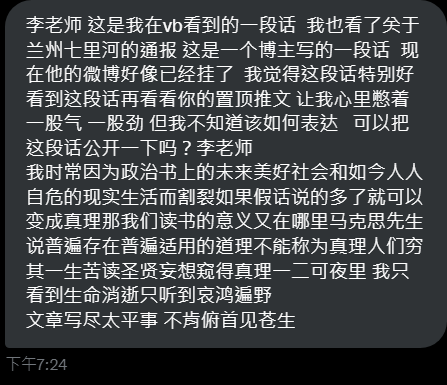 李老师 这是我在vb看到的一段话  我也看了关于
兰州七里河的通报 这是一个博主写的一段话  现
在他的微博好像已经挂了  我觉得这段话特别好
看到这段话再看看你的置顶推文 让我心里憋着
一股气 一股劲 但我不知道该如何表达   可以把
这段话公开一下吗？李老师
我时常因为政治书上的未来美好社会和如今人人
自危的现实生活而割裂如果假话说的多了就可以
变成真理那我们读书的意义又在哪里马克思先生
说普遍存在普遍适用的道理不能称为真理人们穷
其一生苦读圣贤妄想窥得真理一二可夜里 我只
看到生命消逝只听到哀鸿遍野
文章写尽太平事 不肯俯首见苍生
下午7:24